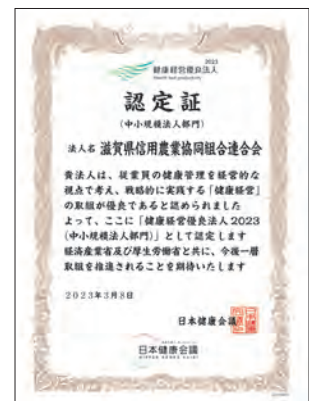 2023
健康経営優良法人
Health and productivity
認定証
(中小規模法人部門)
法人名 滋賀県信用農業協同組合連合会
貴法人は、従業員の健康管理を経営的な
視点で考え、戦略的に実践する「健康経営」
の取組が優良であると認められました
よって、ここに「健康経営優良法人2023
(中小規模法人部門)」として認定します
経済産業省及び厚生労働省と共に、今後一層
取組を推進されることを期待いたします
2023年3月8日
日本健康会議
日本健康会議